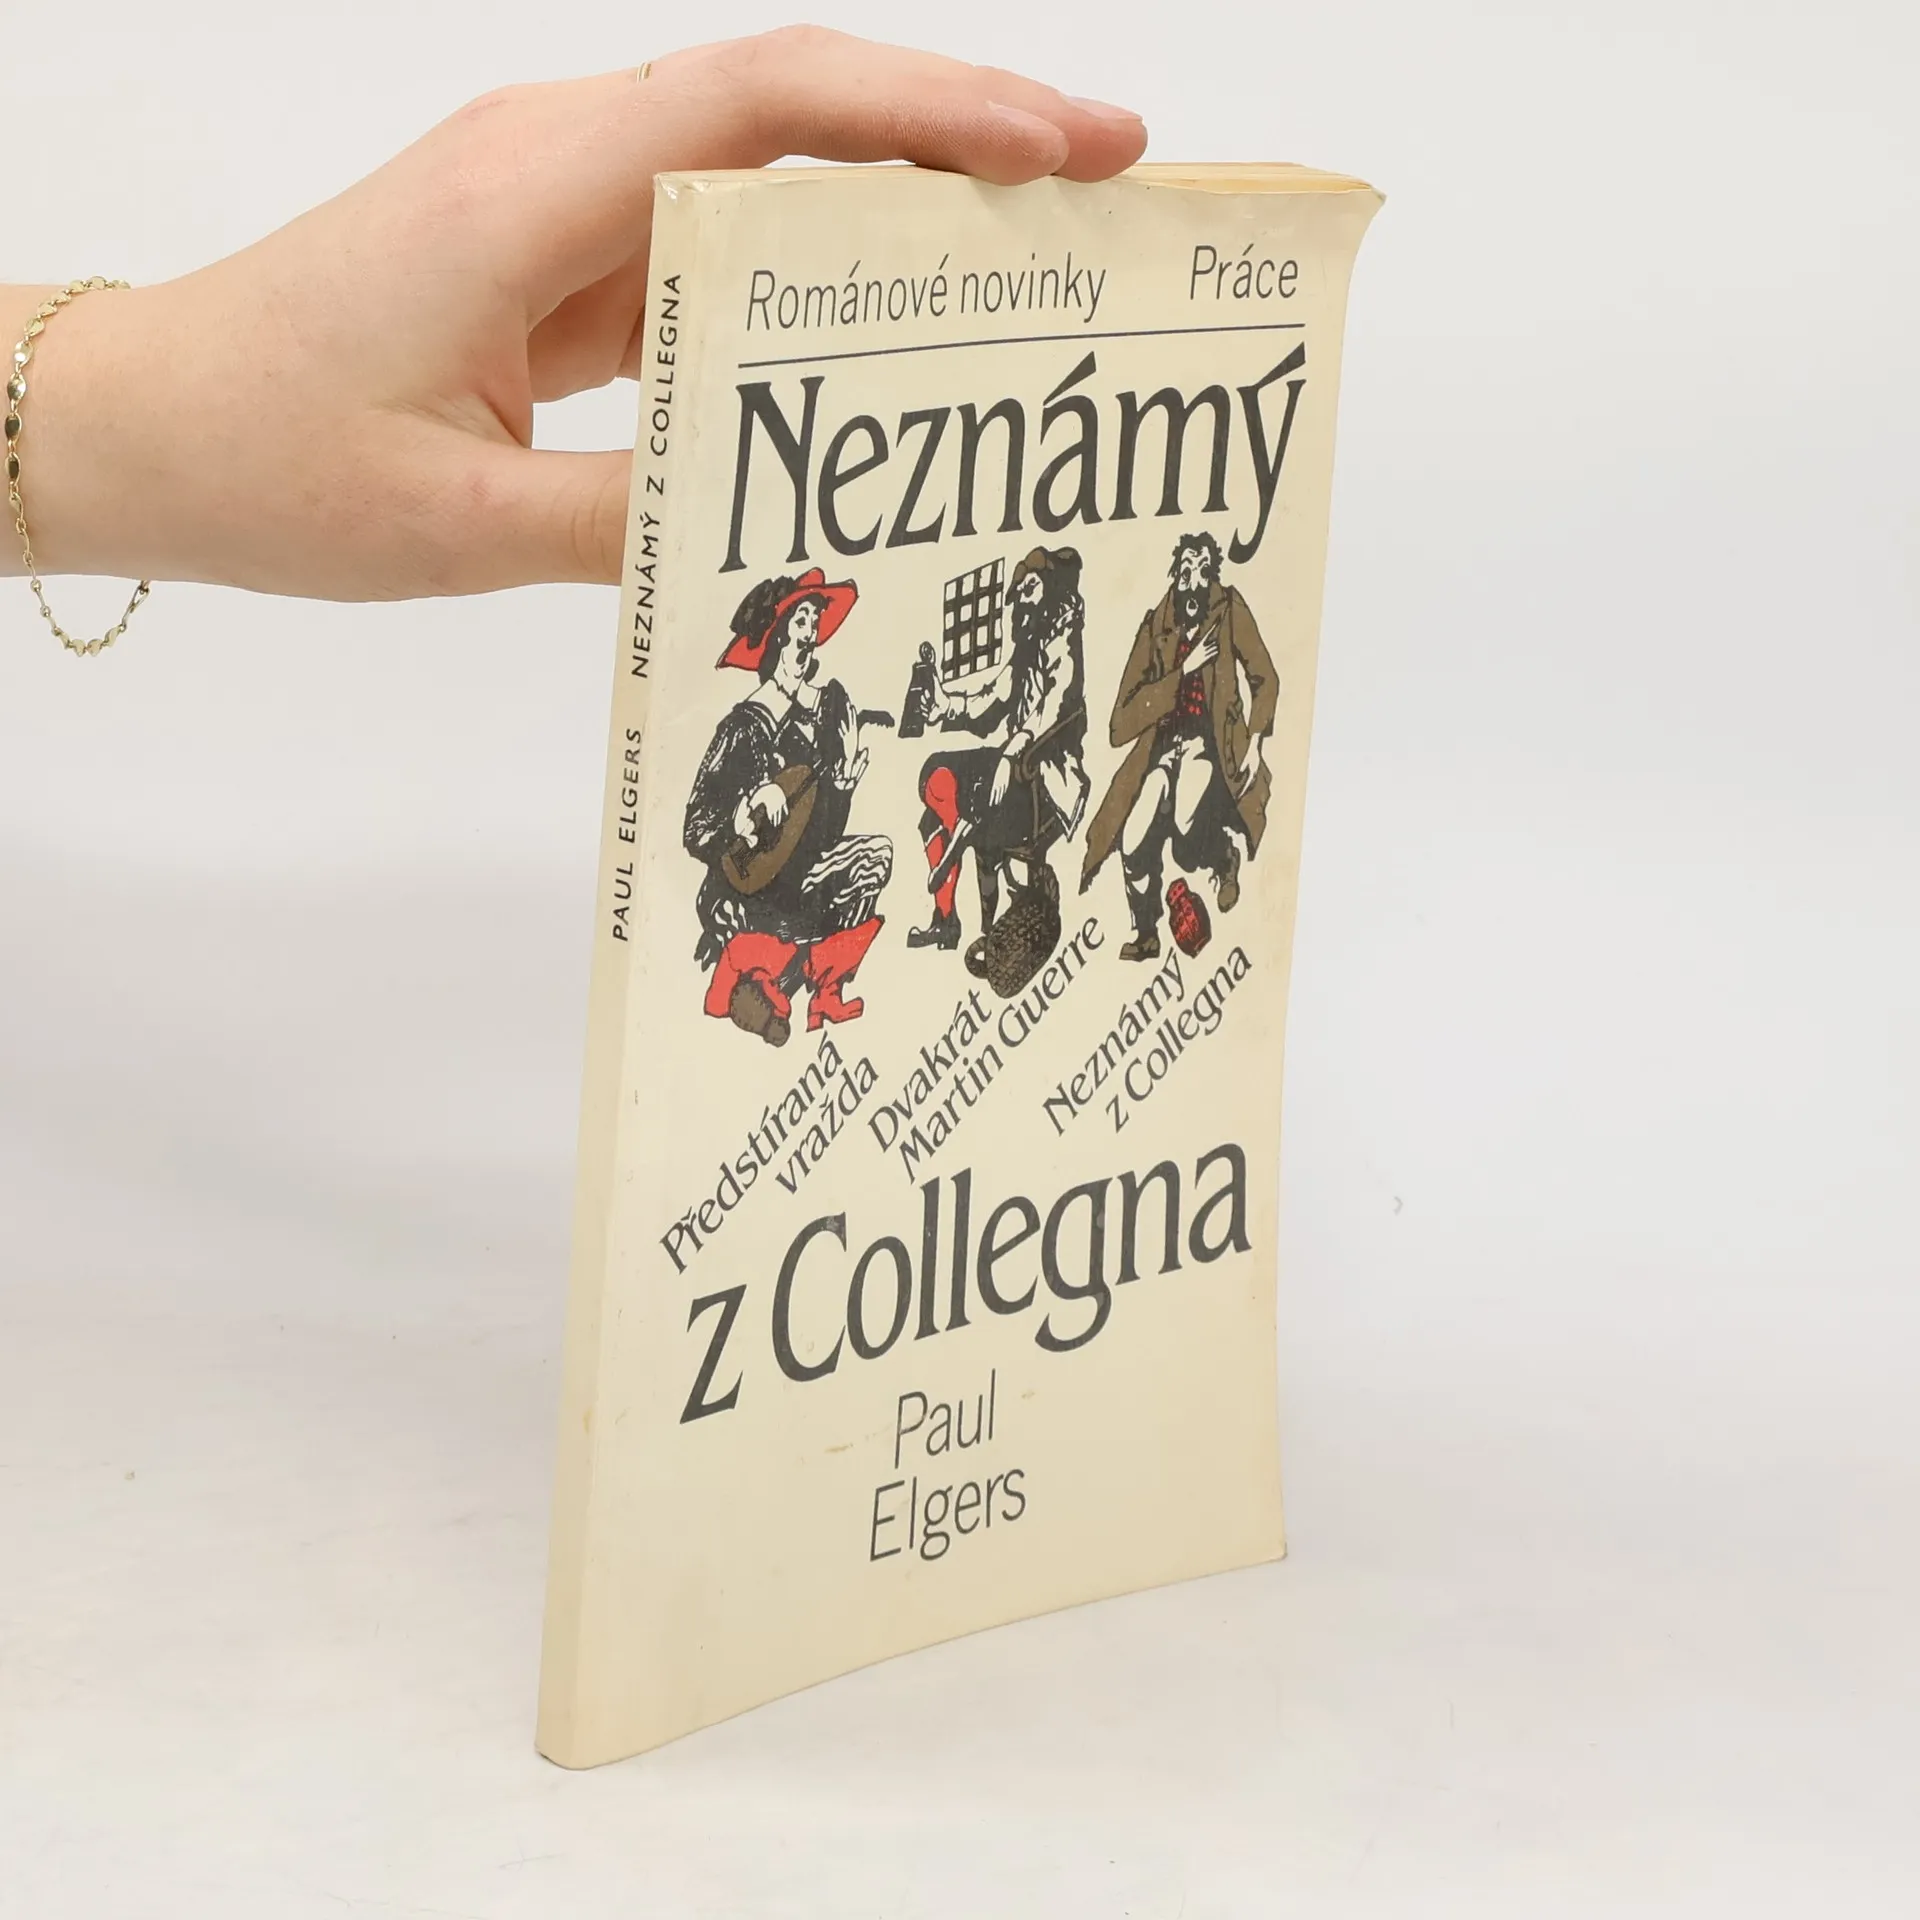 Románové novinky Práce
Neznámý
Předstíraná
vražda
Dvakrát
Martin Guerre
Neznámý
z Collegna
z Collegna
Paul
Elgers
PAUL ELGERS NEZNÁMÝ Z COLLEGNA